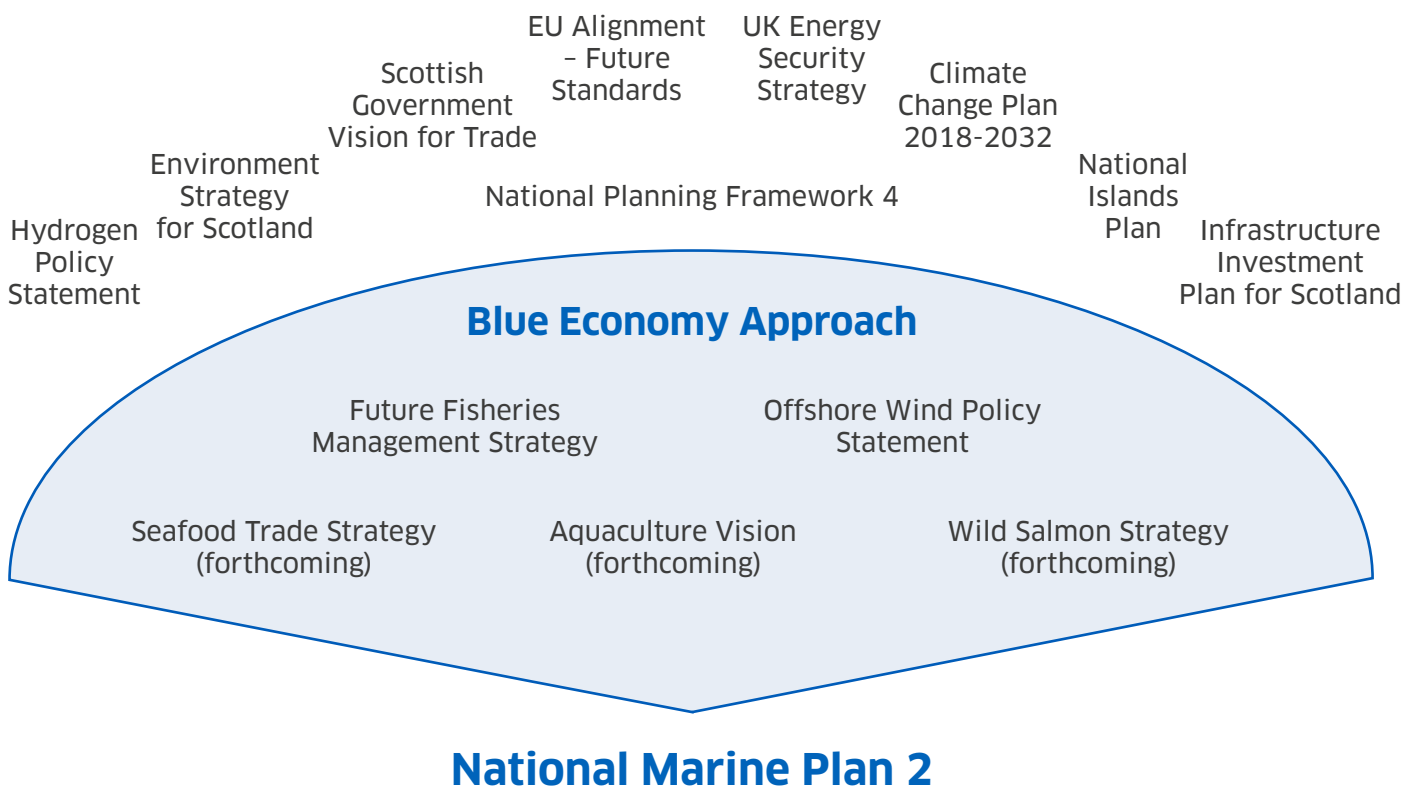 Hydrogen
Policy
Statement
Environment
Strategy
for Scotland
Scottish
Government
Vision for Trade
EU Alignment
– Future
Standards
UK Energy
Security
Strategy
Climate
Change Plan
2018-2032
National
Islands
Plan
Infrastructure
Investment
Plan for Scotland
National Planning Framework 4
Blue Economy Approach
Future Fisheries
Management Strategy
Offshore Wind Policy
Statement
Seafood Trade Strategy
(forthcoming)
Aquaculture Vision
(forthcoming)
Wild Salmon Strategy
(forthcoming)
National Marine Plan 2